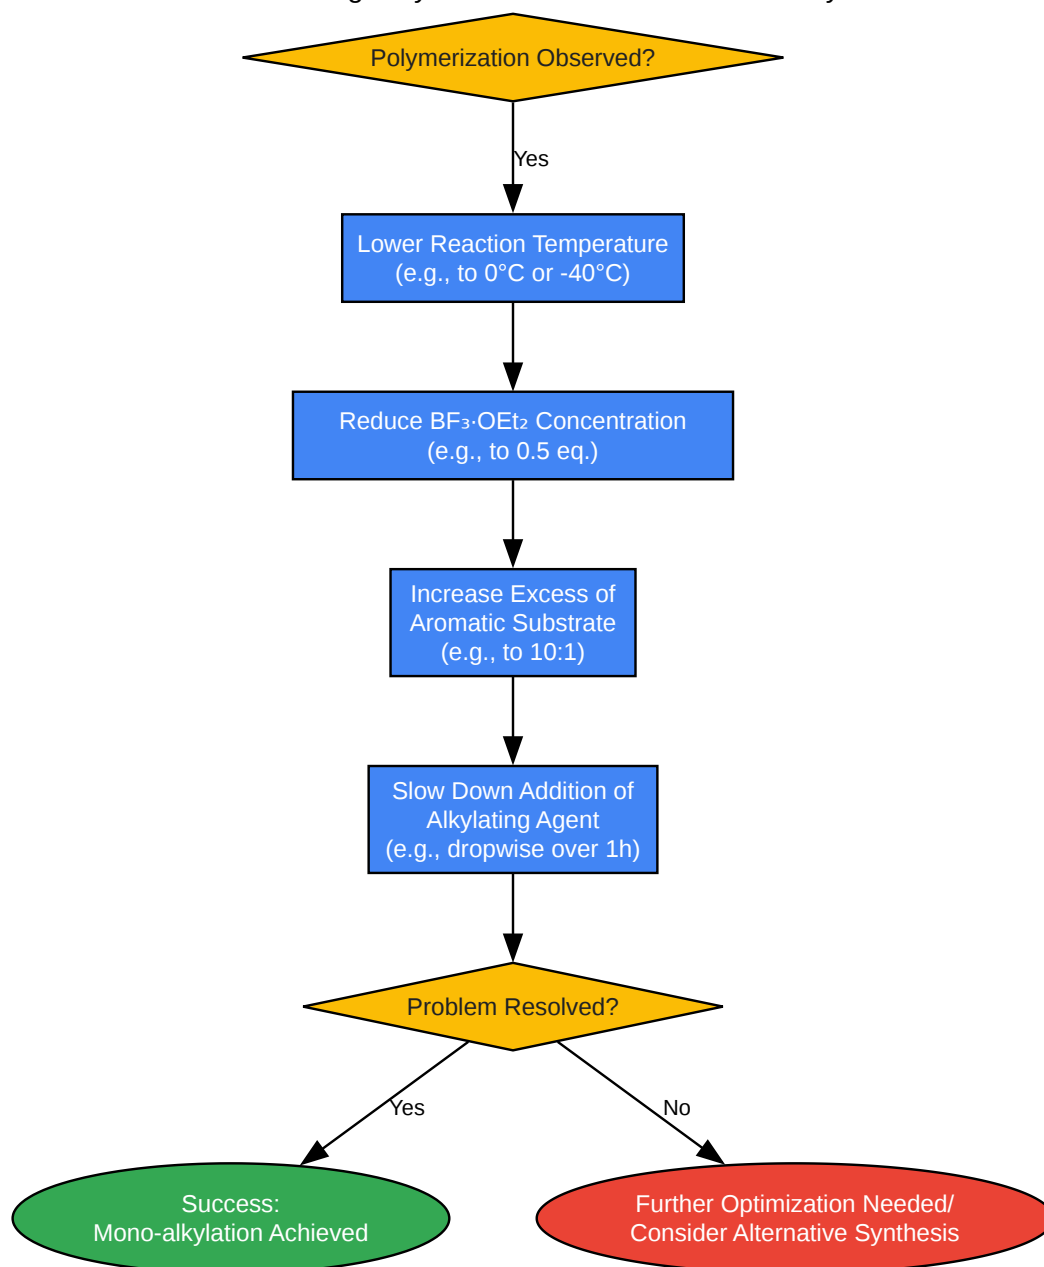 Polymerization Observed?
Yes
Lower Reaction Temperature
(e.g., to 0°C or -40°C)
Reduce BF₃·OEt₂ Concentration
(e.g., to 0.5 eq.)
Increase Excess of
Aromatic Substrate
(e.g., to 10:1)
Slow Down Addition of
Alkylating Agent
(e.g., dropwise over 1h)
Problem Resolved?
Yes
No
Success:
Mono-alkylation Achieved
Further Optimization Needed/
Consider Alternative Synthesis